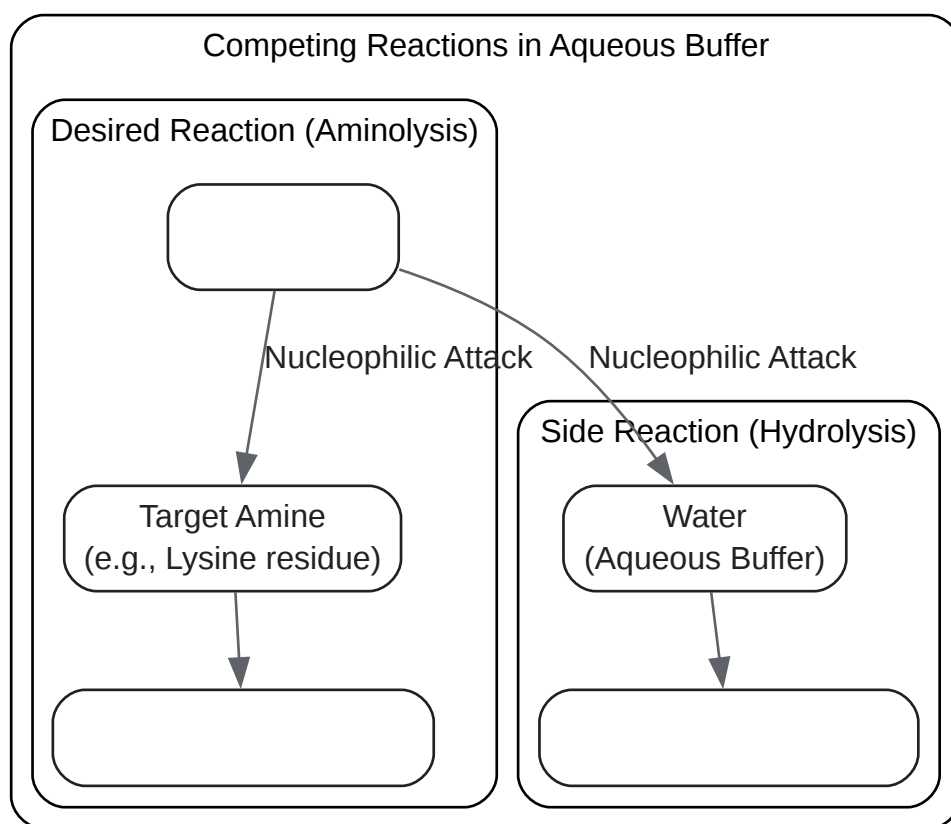 Competing Reactions in Aqueous Buffer
Desired Reaction (Aminolysis)
Nucleophilic Attack
Nucleophilic Attack
Side Reaction (Hydrolysis)
Target Amine
(e.g., Lysine residue)
Water
(Aqueous Buffer)